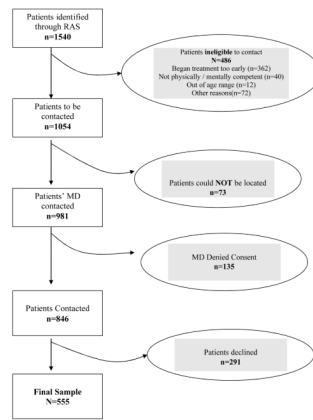 Patients identified
through RAS
n=1540
Patients ineligible to contact
N=486
Began treatment too early (n=362)
Not physically / mentally competent (n=40)
Out of age range (n=12)
Other reasons(n=72)
Patients to be
contacted
n=1054
Patients could NOT be located
n=73
Patients' MD
contacted
n=981
MD Denied Consent
n=135
Patients Contacted
n=846
Patients declined
n=291
Final Sample
N=555